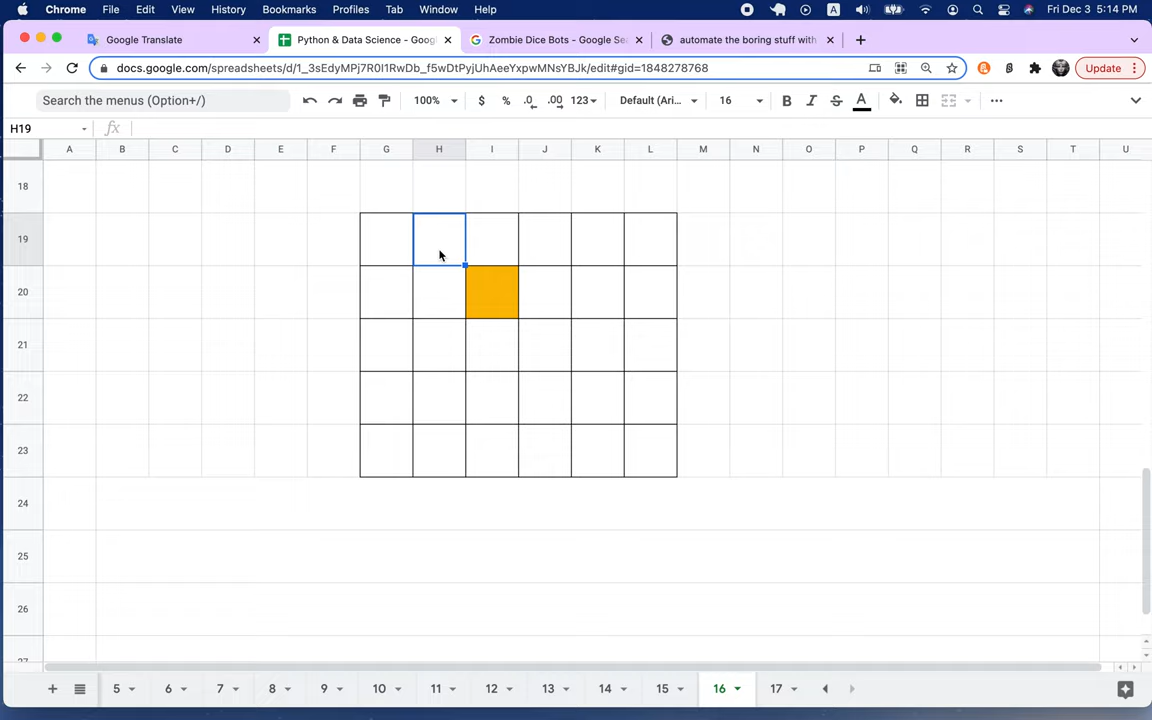 Chrome File Edit View History Bookmarks Profiles Tab Window Help A Fri Dec 3 5:14 PM
Google Translate Python & Data Science - Goog Zombie Dice Bots - Google Sea automate the boring stuff with
docs.google.com/spreadsheets/d/1_3sEdyMPj7R0I1RwDb_f5wDtPyjUhAeeYxpwMNsYBJk/edit#gid=1848278768 Update
Search the menus (Option+/) 100% $ % .0 .00 123 Default (Ari... 16 B I S A
H19 fx
A B C D E F G H I J K L M N O P Q R S T U
18
19
20
21
22
23
24
25
26
27
5 6 7 8 9 10 11 12 13 14 15 16 17